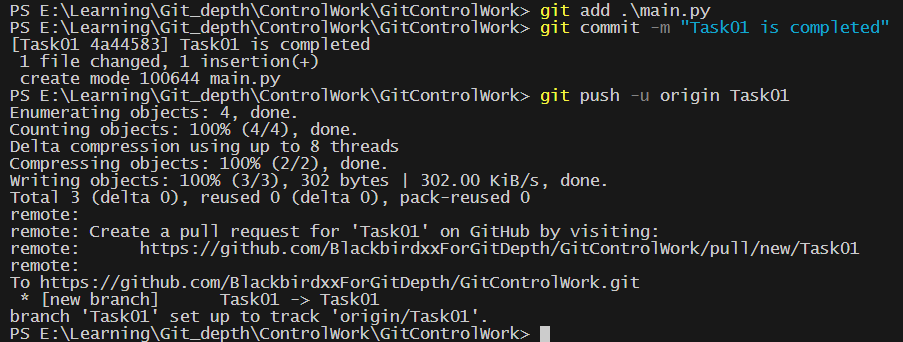 PS E:\Learning\Git_depth\ControlWork\GitControlWork> git add .\main.py
PS E:\Learning\Git_depth\ControlWork\GitControlWork> git commit -m "Task01 is completed"
[Task01 4a44583] Task01 is completed
 1 file changed, 1 insertion(+)
 create mode 100644 main.py
PS E:\Learning\Git_depth\ControlWork\GitControlWork> git push -u origin Task01
Enumerating objects: 4, done.
Counting objects: 100% (4/4), done.
Delta compression using up to 8 threads
Compressing objects: 100% (2/2), done.
Writing objects: 100% (3/3), 302 bytes | 302.00 KiB/s, done.
Total 3 (delta 0), reused 0 (delta 0), pack-reused 0
remote:
remote: Create a pull request for 'Task01' on GitHub by visiting:
remote:      https://github.com/BlackbirdxxForGitDepth/GitControlWork/pull/new/Task01
remote:
To https://github.com/BlackbirdxxForGitDepth/GitControlWork.git
 * [new branch]      Task01 -> Task01
branch 'Task01' set up to track 'origin/Task01'.
PS E:\Learning\Git_depth\ControlWork\GitControlWork>